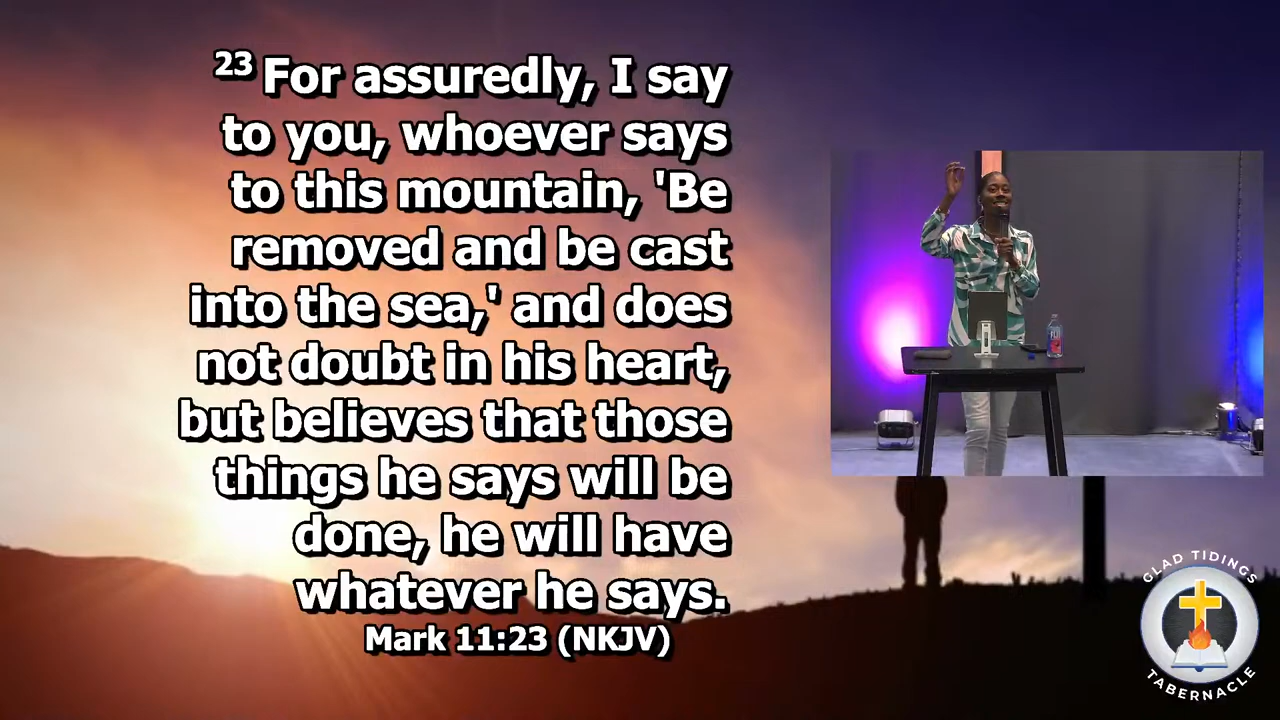 23 For assuredly, I say
to you, whoever says
to this mountain, 'Be
removed and be cast
into the sea,' and does
not doubt in his heart,
but believes that those
things he says will be
done, he will have
whatever he says.
Mark 11:23 (NKJV)
GLAD TIDINGS
TABERNACLE